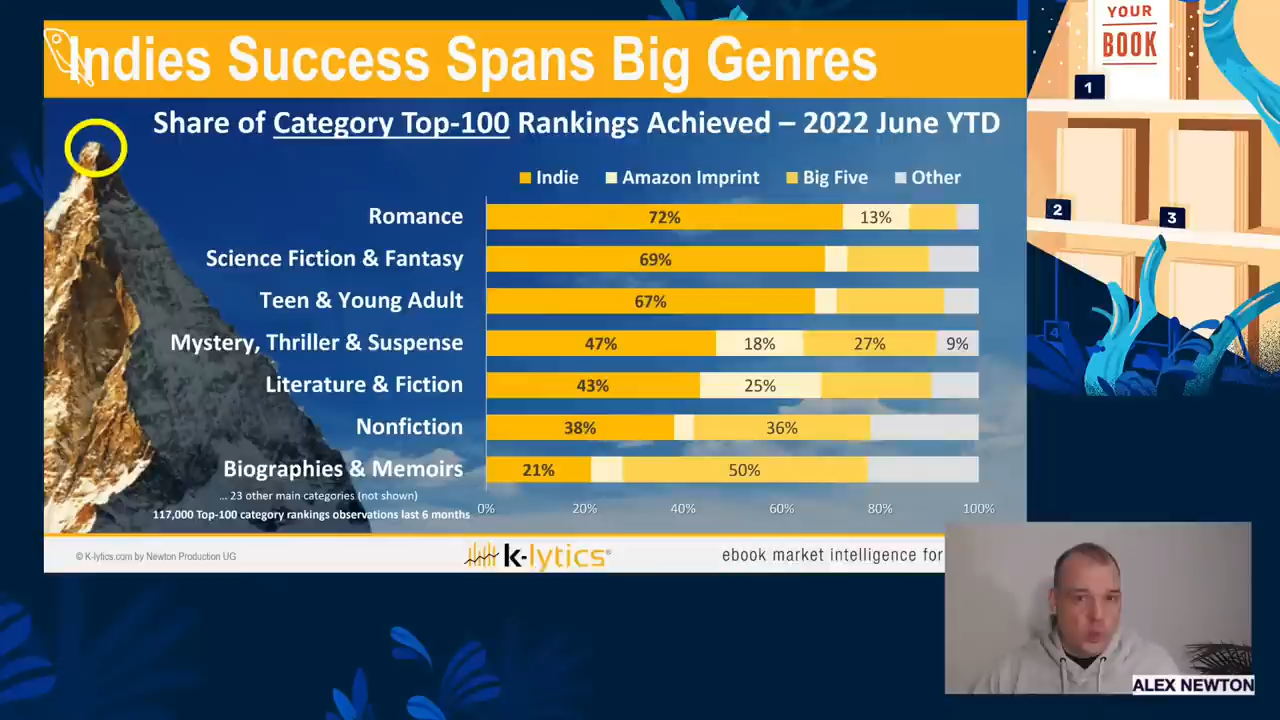 Indies Success Spans Big Genres
Share of Category Top-100 Rankings Achieved – 2022 June YTD
Indie Amazon Imprint Big Five Other
Romance 72% 13%
Science Fiction & Fantasy 69%
Teen & Young Adult 67%
Mystery, Thriller & Suspense 47% 18% 27% 9%
Literature & Fiction 43% 25%
Nonfiction 38% 36%
Biographies & Memoirs 21% 50%
... 23 other main categories (not shown)
117,000 Top-100 category rankings observations last 6 months
0% 20% 40% 60% 80% 100%
© K-lytics.com by Newton Production UG
k-lytics®
ebook market intelligence for
YOUR
BOOK
1
2
3
4
ALEX NEWTON